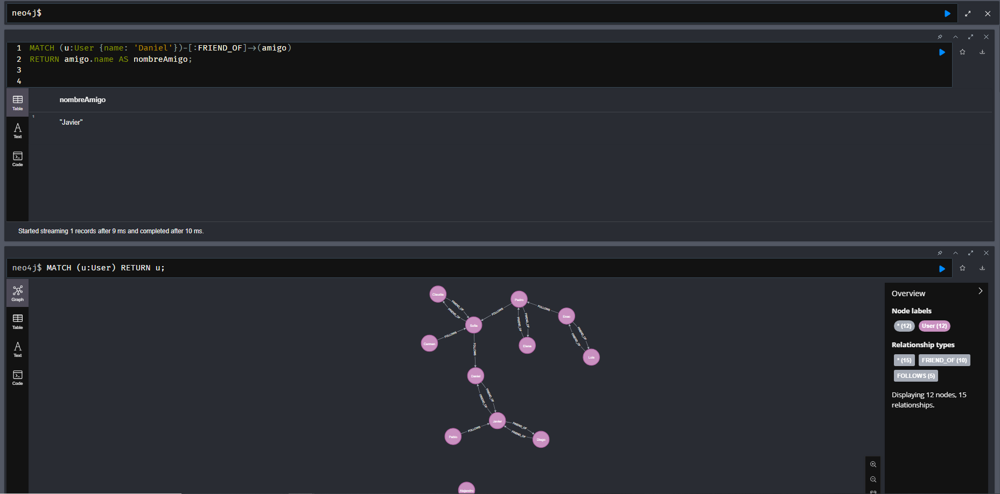 neo4j$
1 MATCH (u:User {name: 'Daniel'})-[:FRIEND_OF]→(amigo)
2 RETURN amigo.name AS nombreAmigo;
3
4
Table
Text
Code
nombreAmigo
1
"Javier"
Started streaming 1 records after 9 ms and completed after 10 ms.
neo4j$ MATCH (u:User) RETURN u;
Graph
Table
Text
Code
Claudia
FRIEND_OF
FRIEND_OF
Pedro
FOLLOWS
FOLLOWS
FRIEND_OF
FRIEND_OF
Sofia
Carmen
FOLLOWS
Elena
FRIEND_OF
FRIEND_OF
Luis
FOLLOWS
Daniel
FRIEND_OF
FRIEND_OF
Javier
FRIEND_OF
FRIEND_OF
Pablo
FOLLOWS
Diego
Alejandro
Overview
Node labels
* (12)
User (12)
Relationship types
* (15)
FRIEND_OF (10)
FOLLOWS (5)
Displaying 12 nodes, 15
relationships.